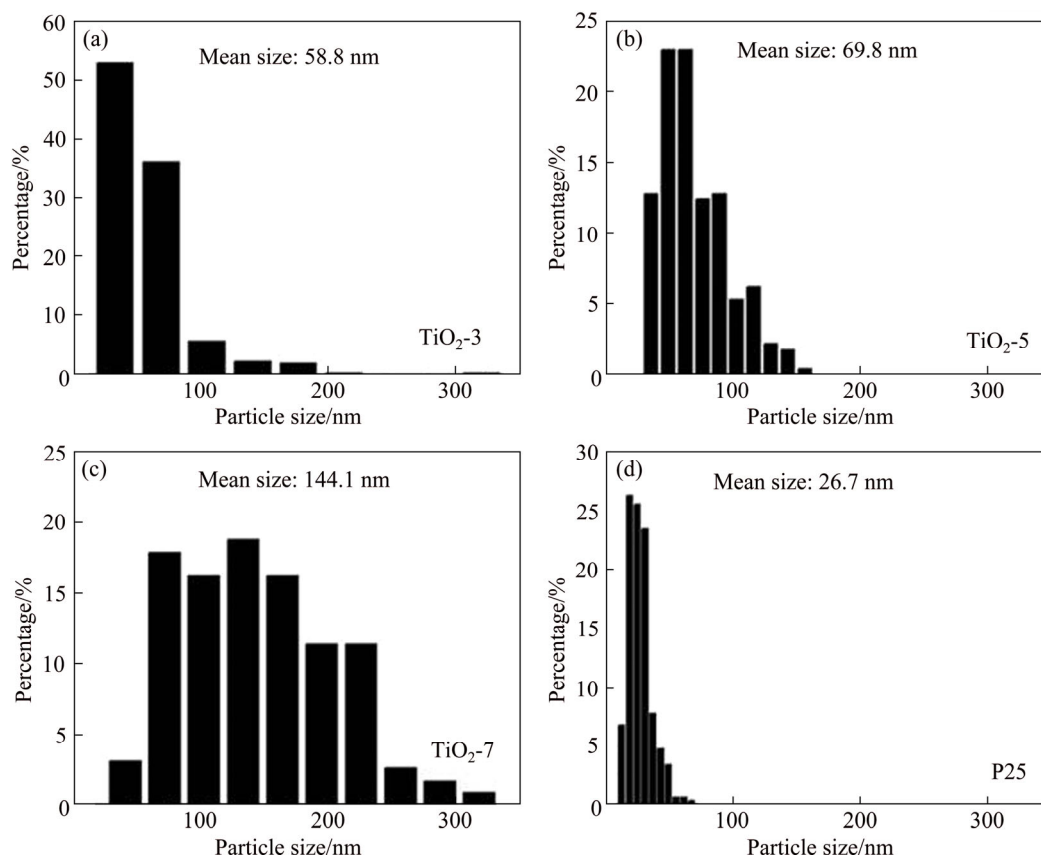 (a)
Mean size: 58.8 nm
Percentage/%
60
50
40
30
20
10
0
TiO₂-3
100
200
300
Particle size/nm
(b)
Mean size: 69.8 nm
Percentage/%
25
20
15
10
5
0
TiO₂-5
100
200
300
Particle size/nm
(c)
Mean size: 144.1 nm
Percentage/%
25
20
15
10
5
0
TiO₂-7
100
200
300
Particle size/nm
(d)
Mean size: 26.7 nm
Percentage/%
30
25
20
15
10
5
0
P25
100
200
300
Particle size/nm